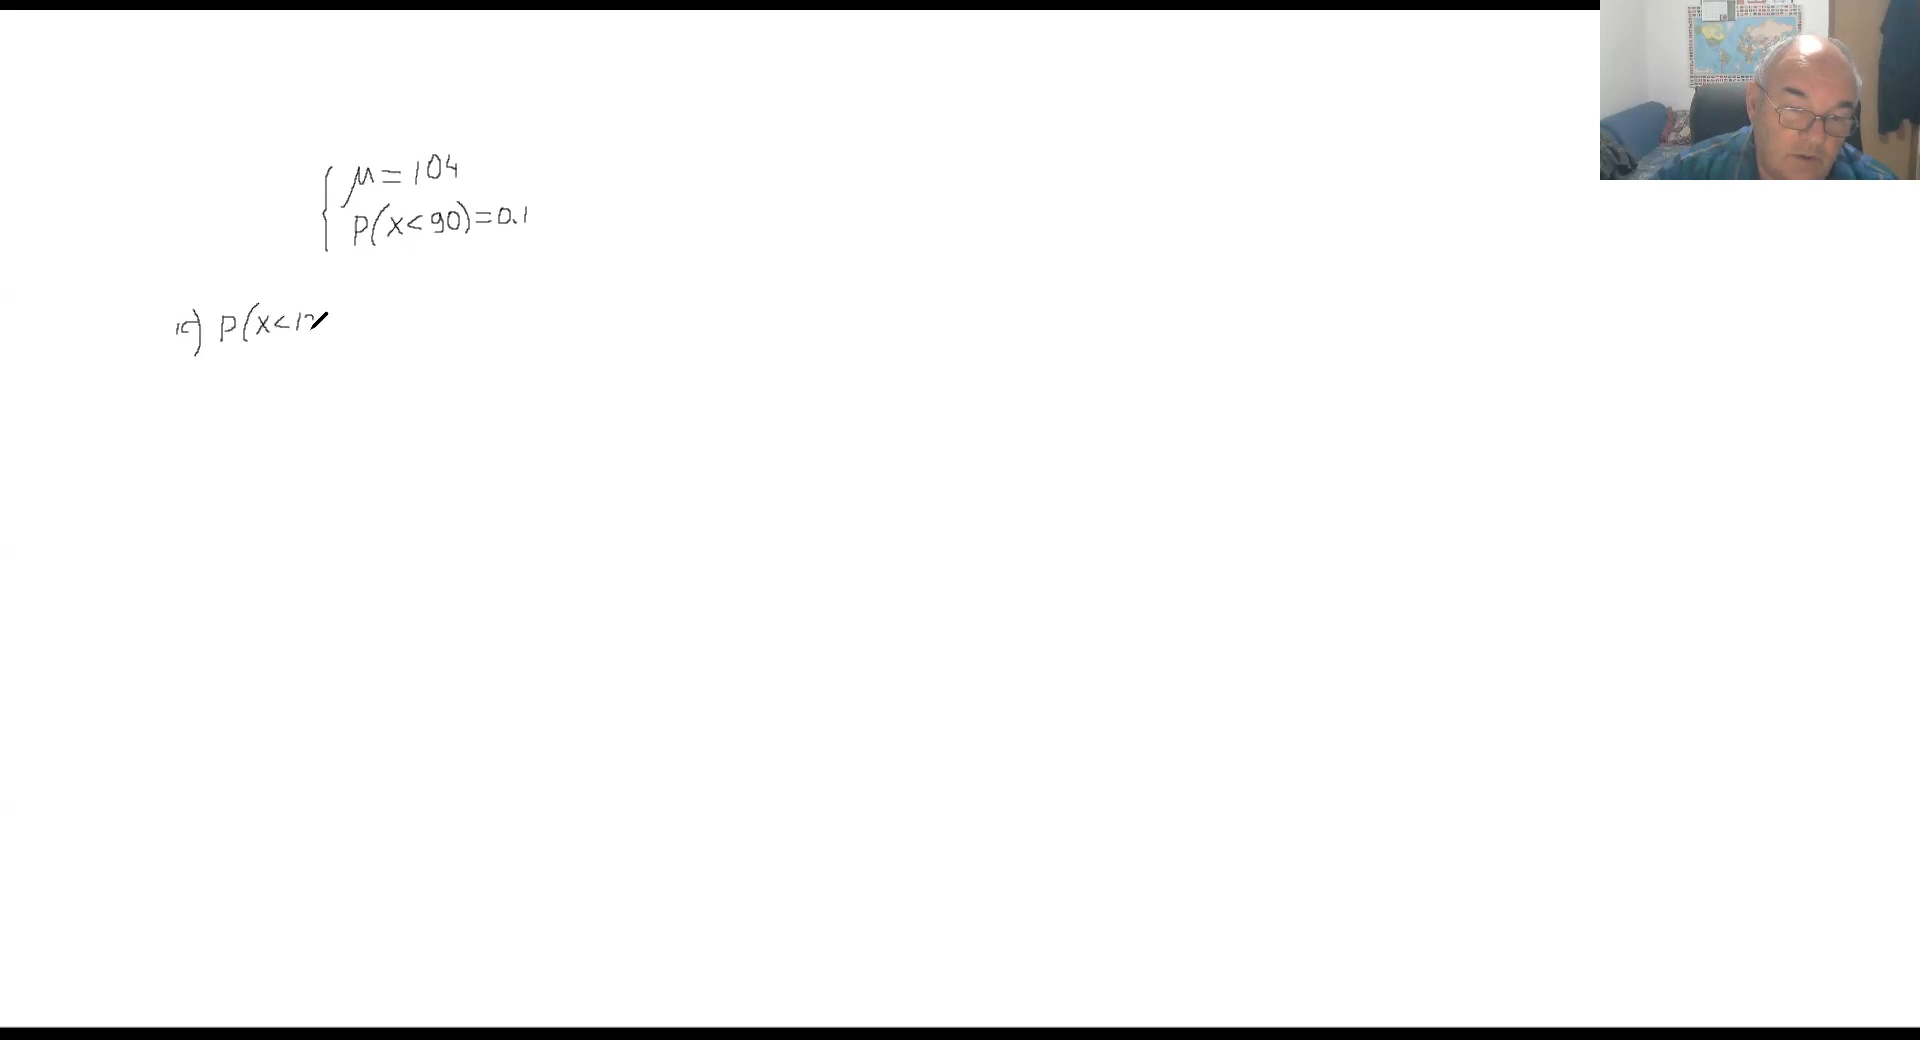 μ = 104
P(x < 90) = 0.1
P(x < 1